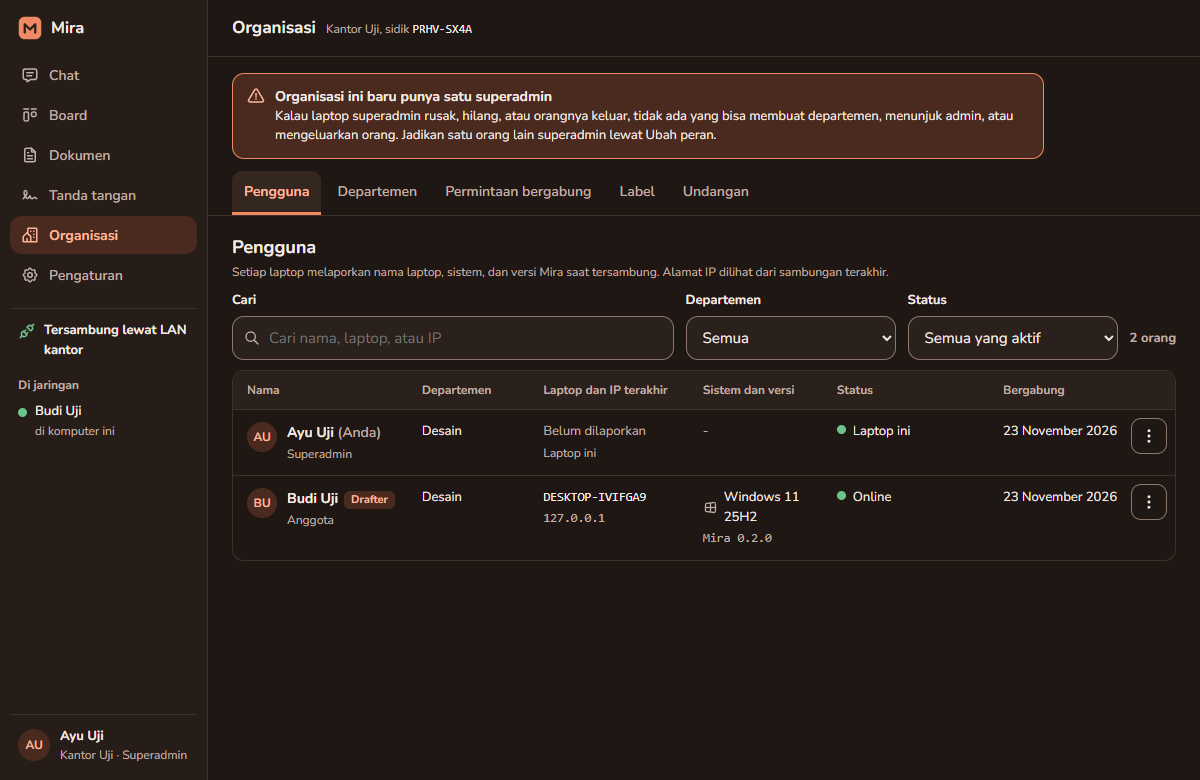 Mira
Chat
Board
Dokumen
Tanda tangan
Organisasi
Pengaturan
Tersambung lewat LAN
kantor
Di jaringan
Budi Uji
di komputer ini
AU
Ayu Uji
Kantor Uji · Superadmin
Organisasi Kantor Uji, sidik PRHV-SX4A
Organisasi ini baru punya satu superadmin
Kalau laptop superadmin rusak, hilang, atau orangnya keluar, tidak ada yang bisa membuat departemen, menunjuk admin, atau
mengeluarkan orang. Jadikan satu orang lain superadmin lewat Ubah peran.
Pengguna Departemen Permintaan bergabung Label Undangan
Pengguna
Setiap laptop melaporkan nama laptop, sistem, dan versi Mira saat tersambung. Alamat IP dilihat dari sambungan terakhir.
Cari Departemen Status
Cari nama, laptop, atau IP Semua Semua yang aktif 2 orang
Nama Departemen Laptop dan IP terakhir Sistem dan versi Status Bergabung
AU Ayu Uji (Anda) Desain Belum dilaporkan - Laptop ini 23 November 2026
Superadmin Laptop ini
BU Budi Uji Drafter Desain DESKTOP-IVIFGA9 Windows 11 Online 23 November 2026
Anggota 127.0.0.1 25H2
Mira 0.2.0